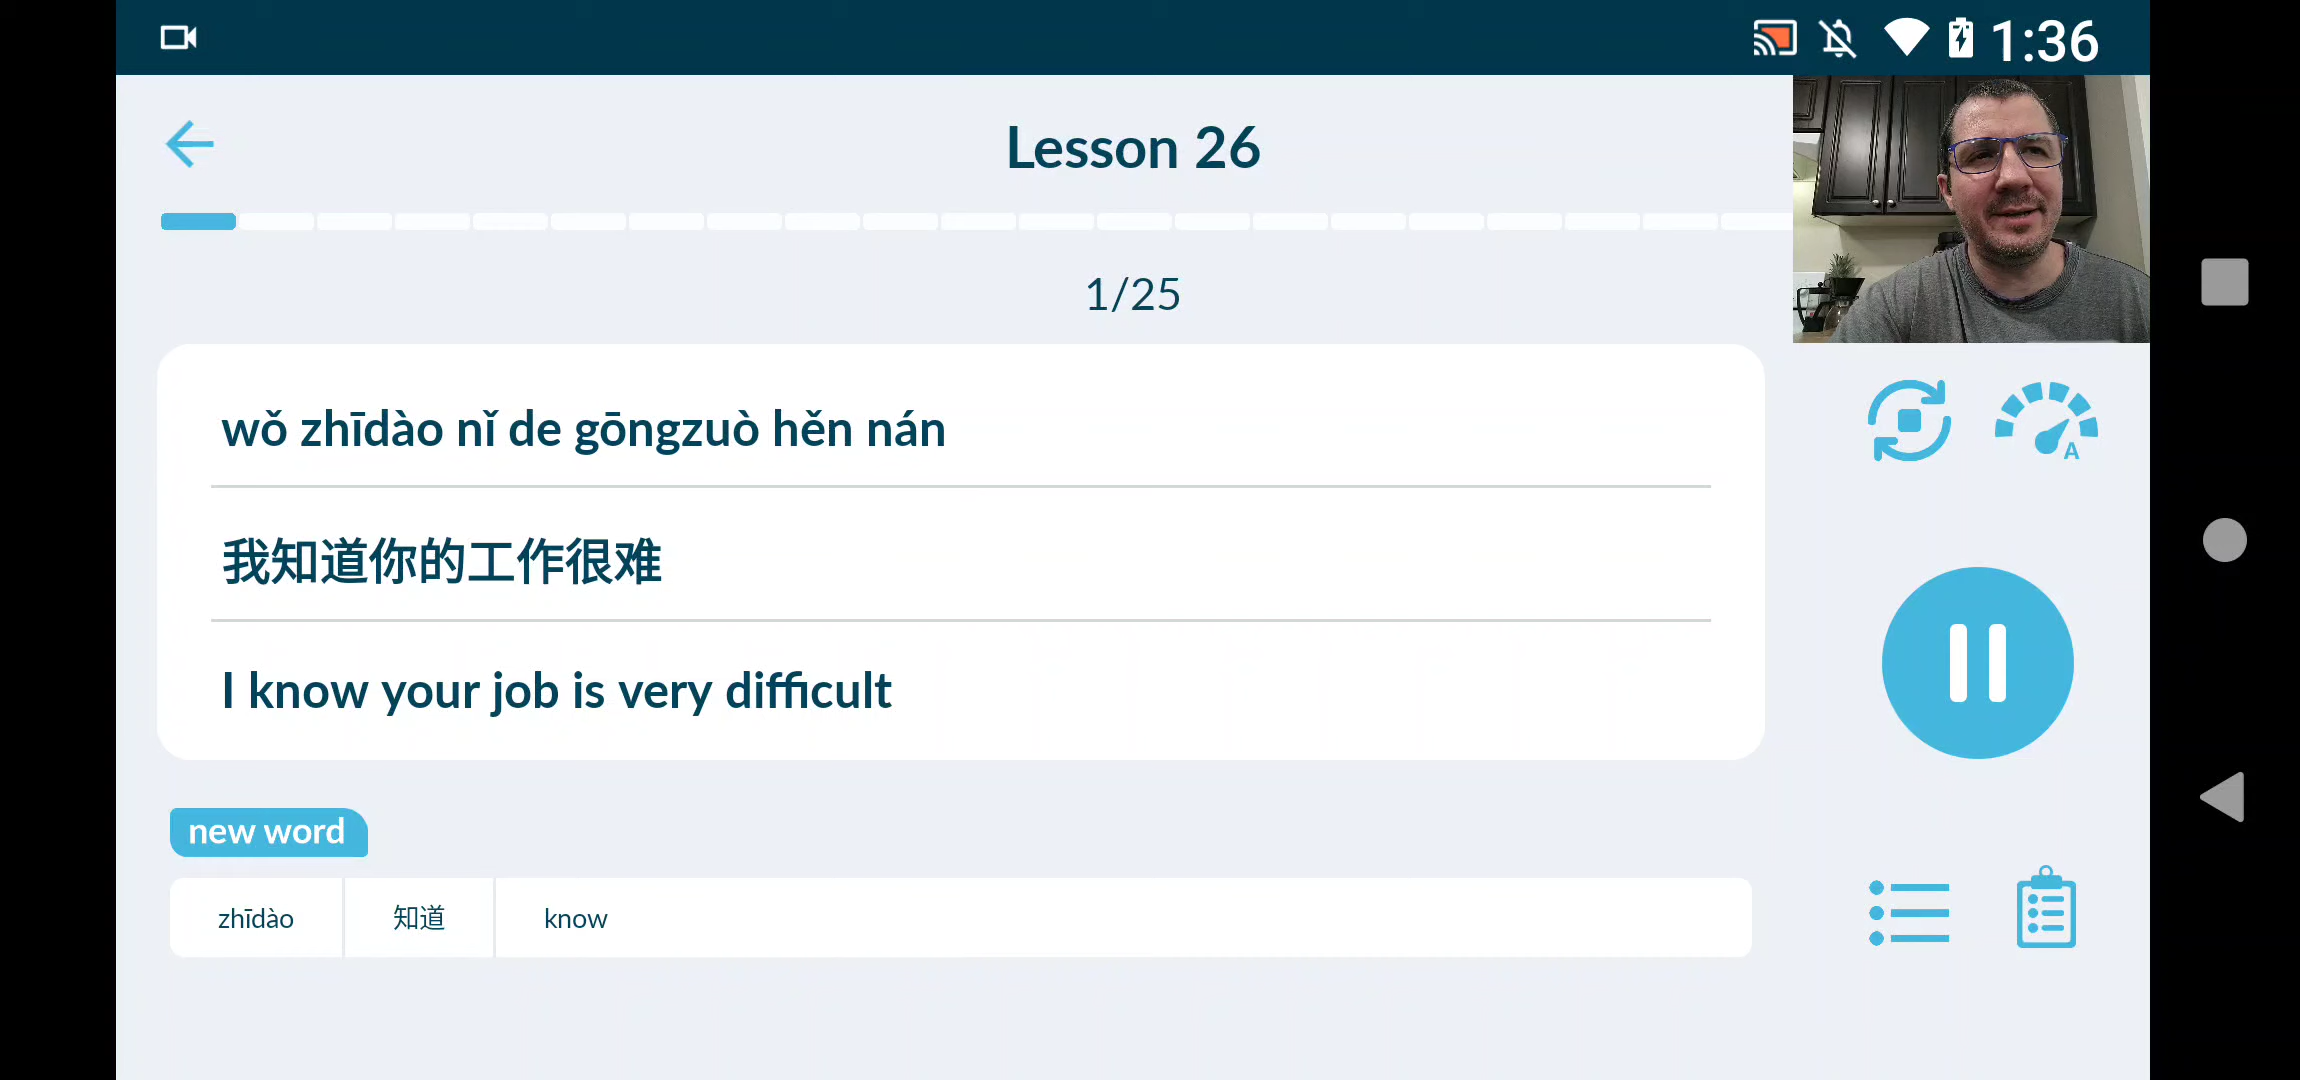 1:36
Lesson 26
1/25
wǒ zhīdào nǐ de gōngzuò hěn nán
我知道你的工作很难
I know your job is very difficult
A
new word
zhīdào 知道 know